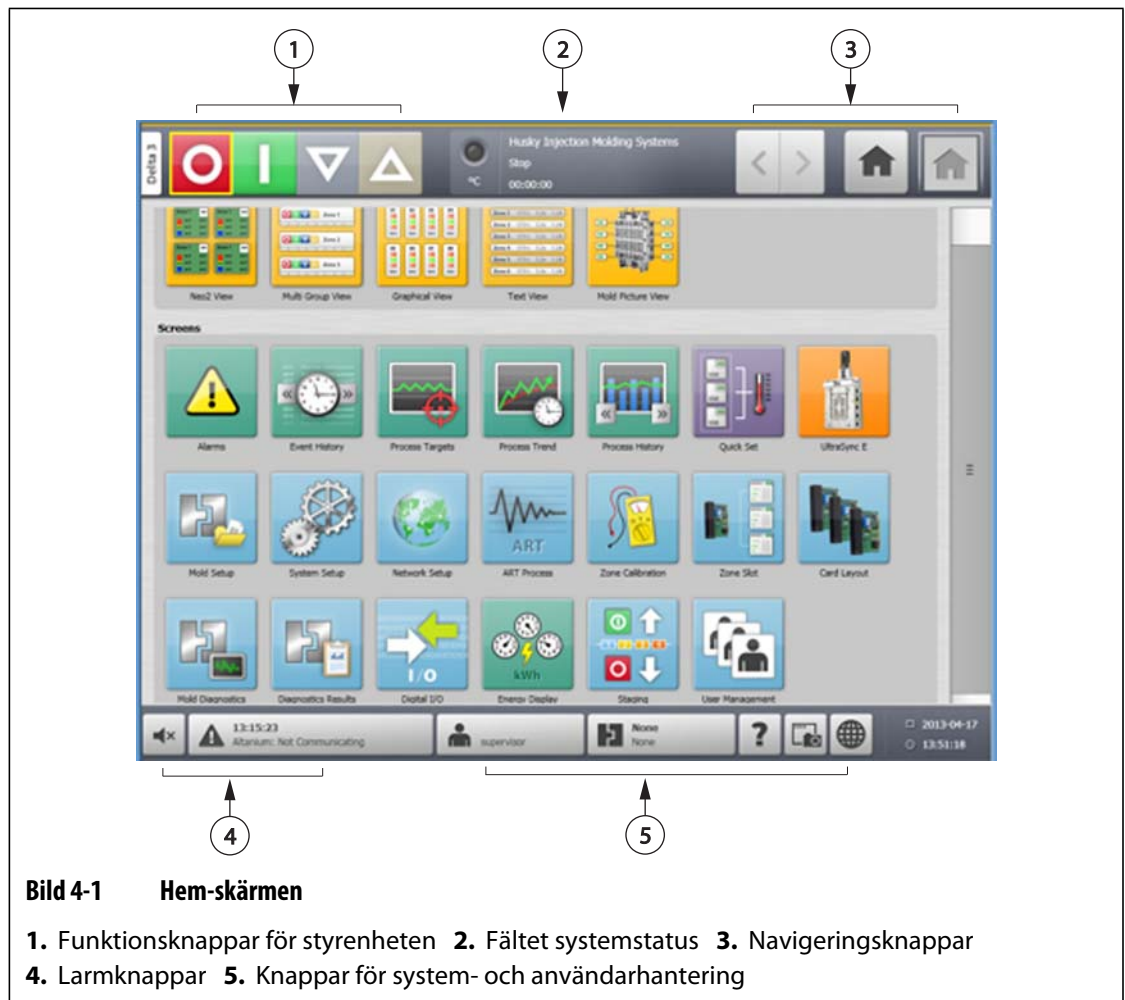 1
2
3
Delta 3
Husky Injection Molding Systems
Stop
°C
00:00:00
Neo2 View
Multi Group View
Graphical View
Text View
Mold Picture View
Screens
Alarms
Event History
Process Targets
Process Trend
Process History
Quick Set
UltraSync E
ART
Mold Setup
System Setup
Network Setup
ART Process
Zone Calibration
Zone Slot
Card Layout
I/O
kWh
Mold Diagnostics
Diagnostics Results
Digital I/O
Energy Display
Staging
User Management
13:15:23
Altanium: Not Communicating
supervisor
None
None
?
2013-04-17
13:51:18
4
5
Bild 4-1 Hem-skärmen
1. Funktionsknappar för styrenheten 2. Fältet systemstatus 3. Navigeringsknappar
4. Larmknappar 5. Knappar för system- och användarhantering